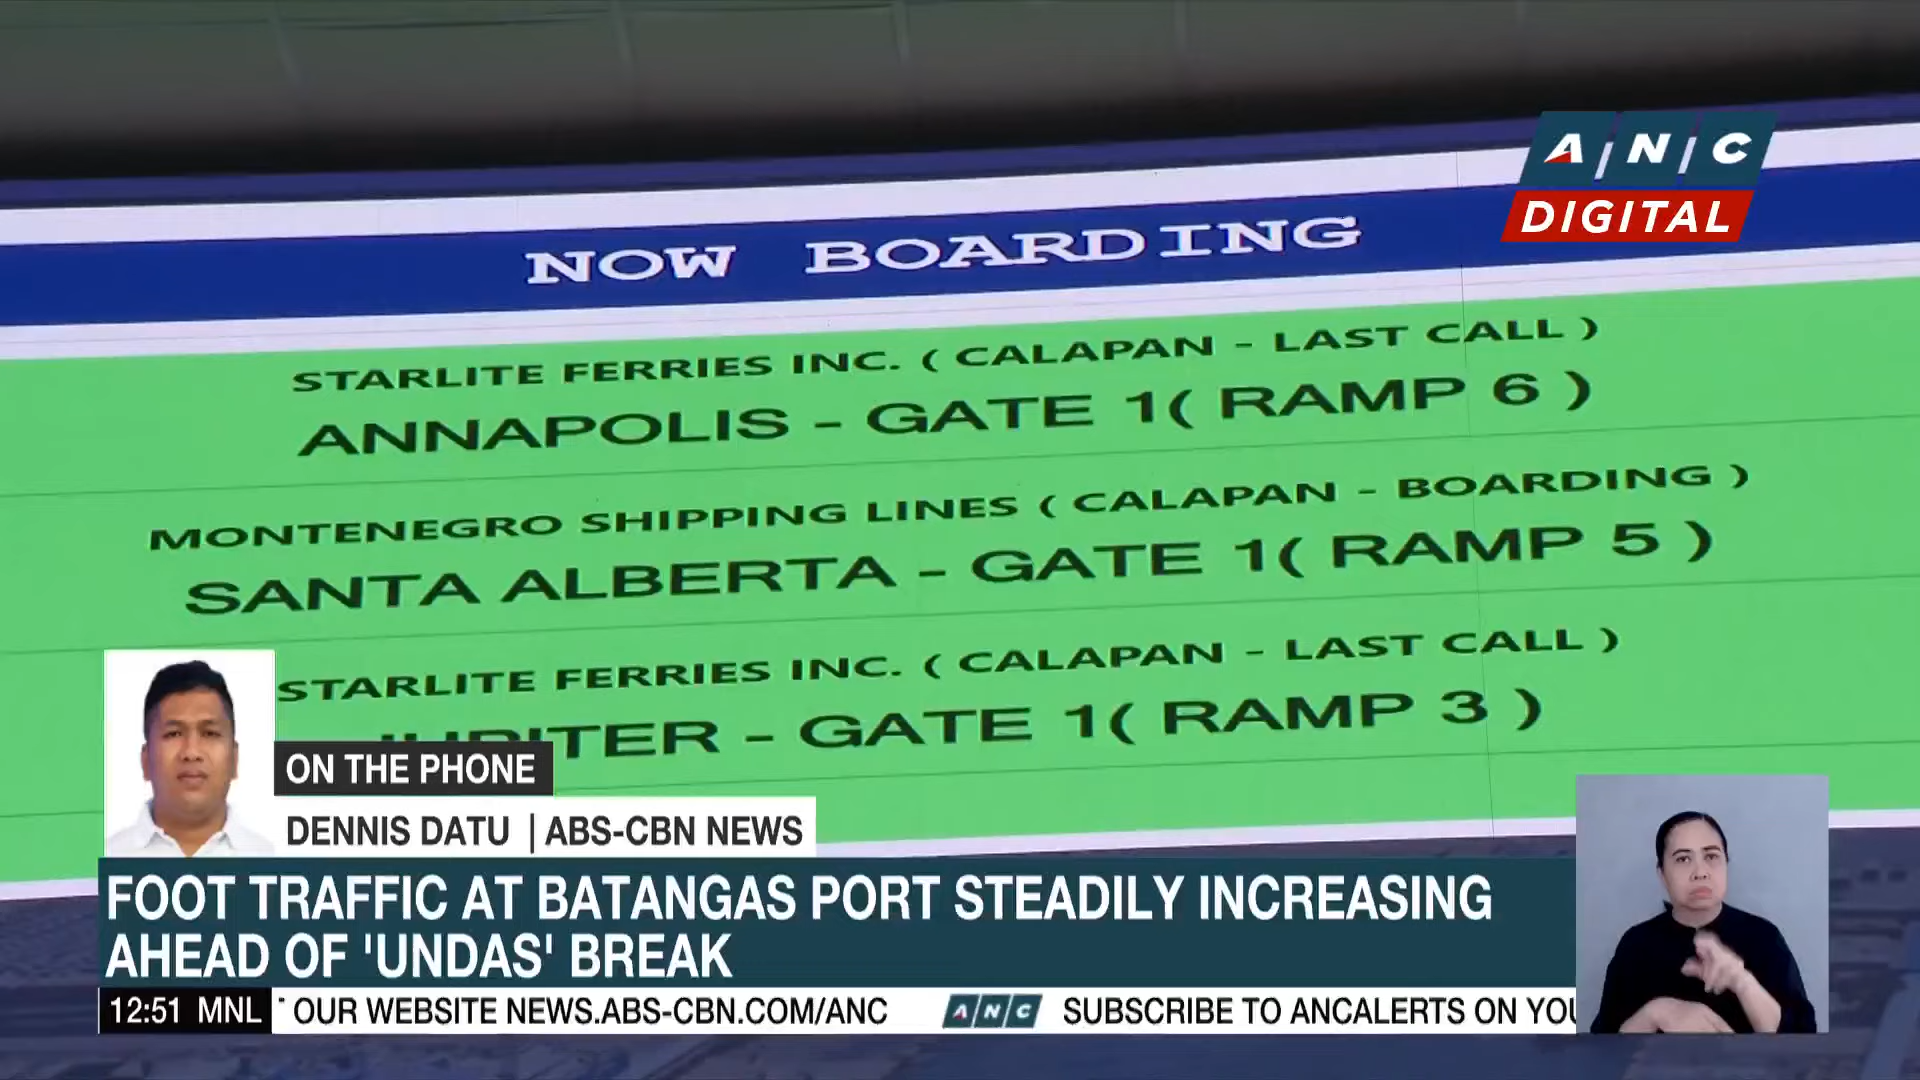 ANC
DIGITAL
NOW BOARDING
STARLITE FERRIES INC. ( CALAPAN - LAST CALL )
ANNAPOLIS - GATE 1( RAMP 6 )
MONTENEGRO SHIPPING LINES ( CALAPAN - BOARDING )
SANTA ALBERTA - GATE 1( RAMP 5 )
STARLITE FERRIES INC. ( CALAPAN - LAST CALL )
JUPITER - GATE 1( RAMP 3 )
ON THE PHONE
DENNIS DATU | ABS-CBN NEWS
FOOT TRAFFIC AT BATANGAS PORT STEADILY INCREASING
AHEAD OF 'UNDAS' BREAK
12:51 MNL OUR WEBSITE NEWS.ABS-CBN.COM/ANC ANC SUBSCRIBE TO ANCALERTS ON YOU